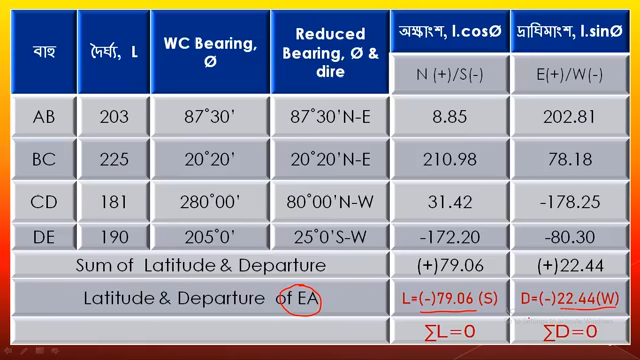 বাহু | দৈর্ঘ্য, L | WC Bearing, Ø | Reduced Bearing, Ø & dire | অক্ষাংশ, l.cosØ | দ্রাঘিমাংশ, l.sinØ
N (+)/S(-) | E(+)/W(-)
AB | 203 | 87˚30' | 87˚30'N-E | 8.85 | 202.81
BC | 225 | 20˚20' | 20˚20'N-E | 210.98 | 78.18
CD | 181 | 280˚00' | 80˚00'N-W | 31.42 | -178.25
DE | 190 | 205˚0' | 25˚0'S-W | -172.20 | -80.30
Sum of Latitude & Departure | (+)79.06 | (+)22.44
Latitude & Departure of EA | L=(-)79.06 (S) | D=(-)22.44(W)
∑L=0 | ∑D=0